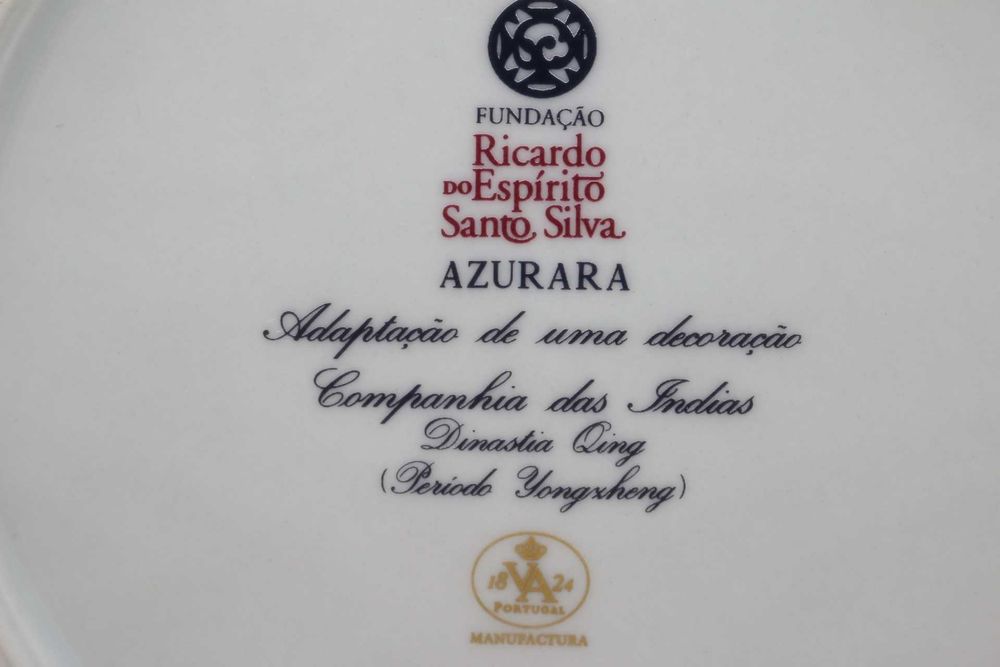 FUNDAÇÃO
Ricardo
DO Espírito
Santo Silva
AZURARA
Adaptação de uma decoração
Companhia das Indias
Dinastia Qing
(Período Yongzheng)
18 VA 24
PORTUGAL
MANUFACTURA